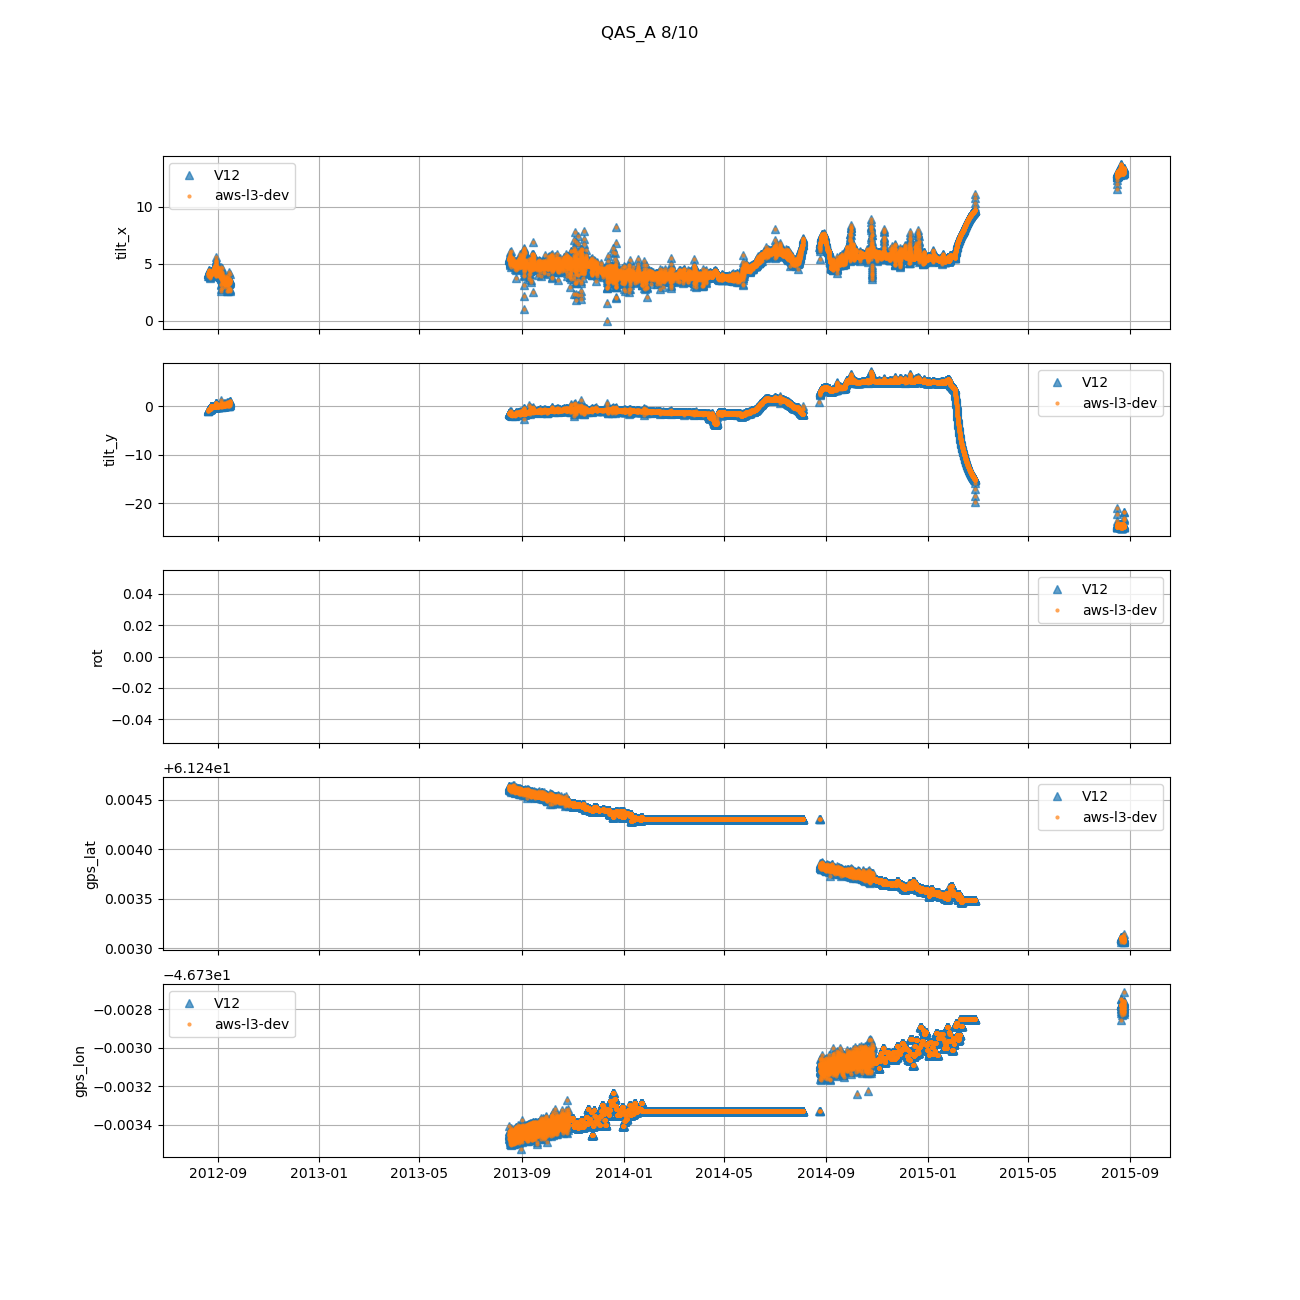 QAS_A 8/10
V12
aws-l3-dev
10
5
0
tilt_x
V12
aws-l3-dev
0
−10
−20
tilt_y
V12
aws-l3-dev
0.04
0.02
0.00
−0.02
−0.04
rot
+6.124e1
V12
aws-l3-dev
0.0045
0.0040
0.0035
0.0030
gps_lat
−4.673e1
V12
aws-l3-dev
−0.0028
−0.0030
−0.0032
−0.0034
gps_lon
2012-09 2013-01 2013-05 2013-09 2014-01 2014-05 2014-09 2015-01 2015-05 2015-09